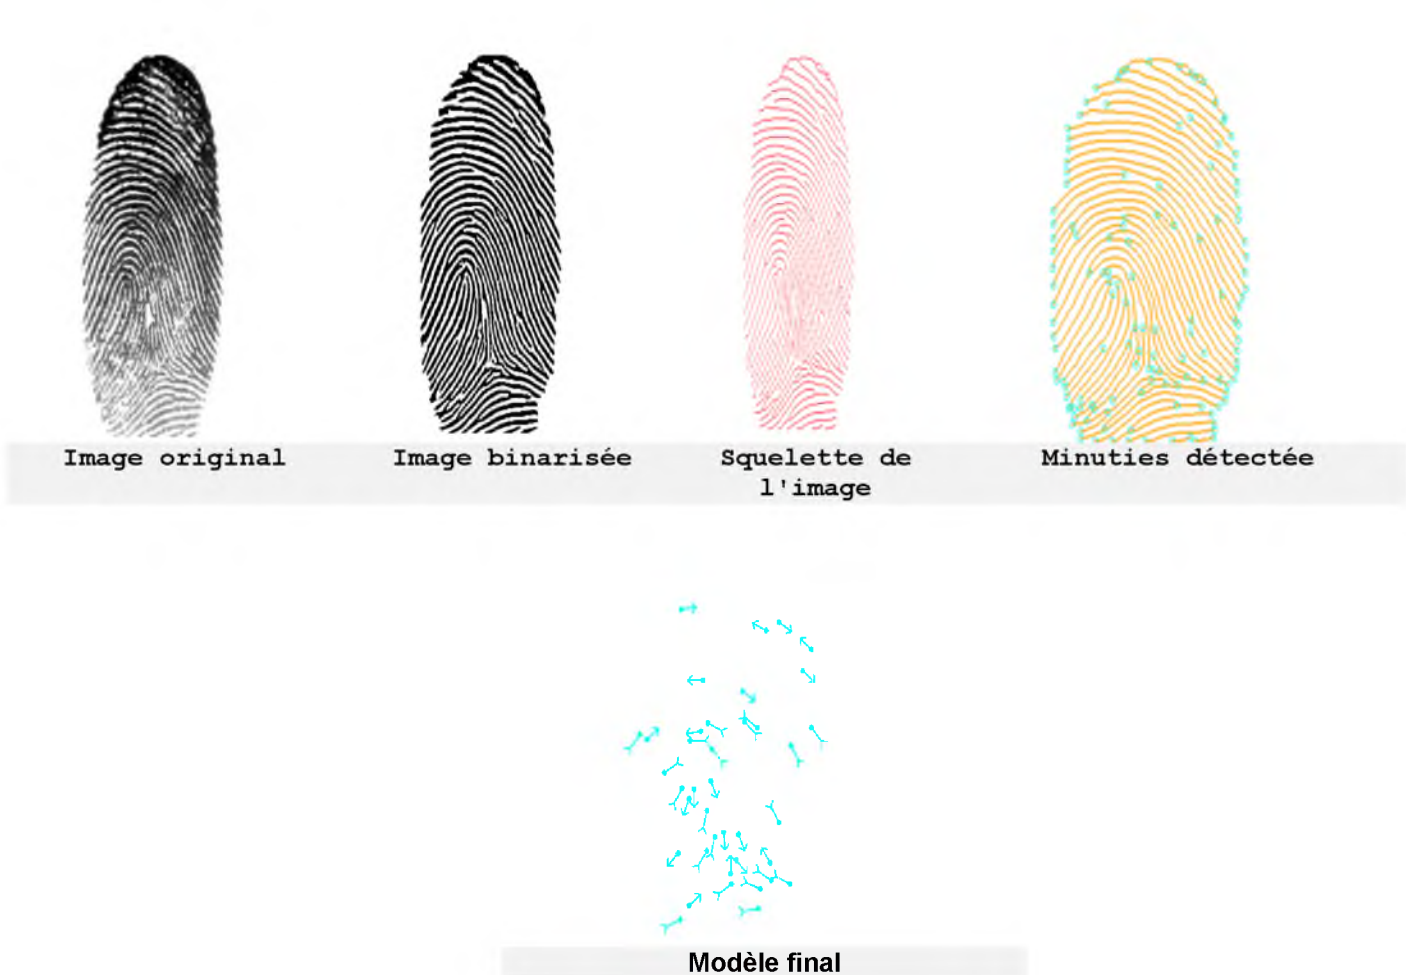 Image original
Image binarisée
Squelette de
l'image
Minuties détectée
Modèle final